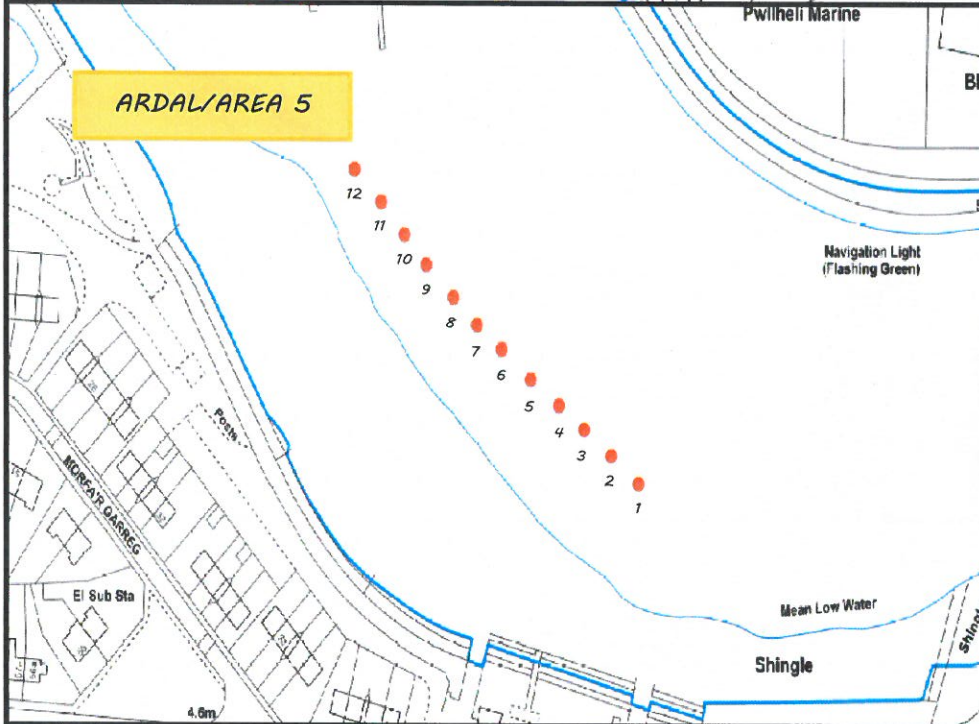 Pwllheli Marine
ARDAL/AREA 5
12
11
10
9
8
7
6
5
4
3
2
1
Navigation Light
(Flashing Green)
Posts
MORFA'R GARREG
El Sub Sta
Mean Low Water
Shingle
4.6m